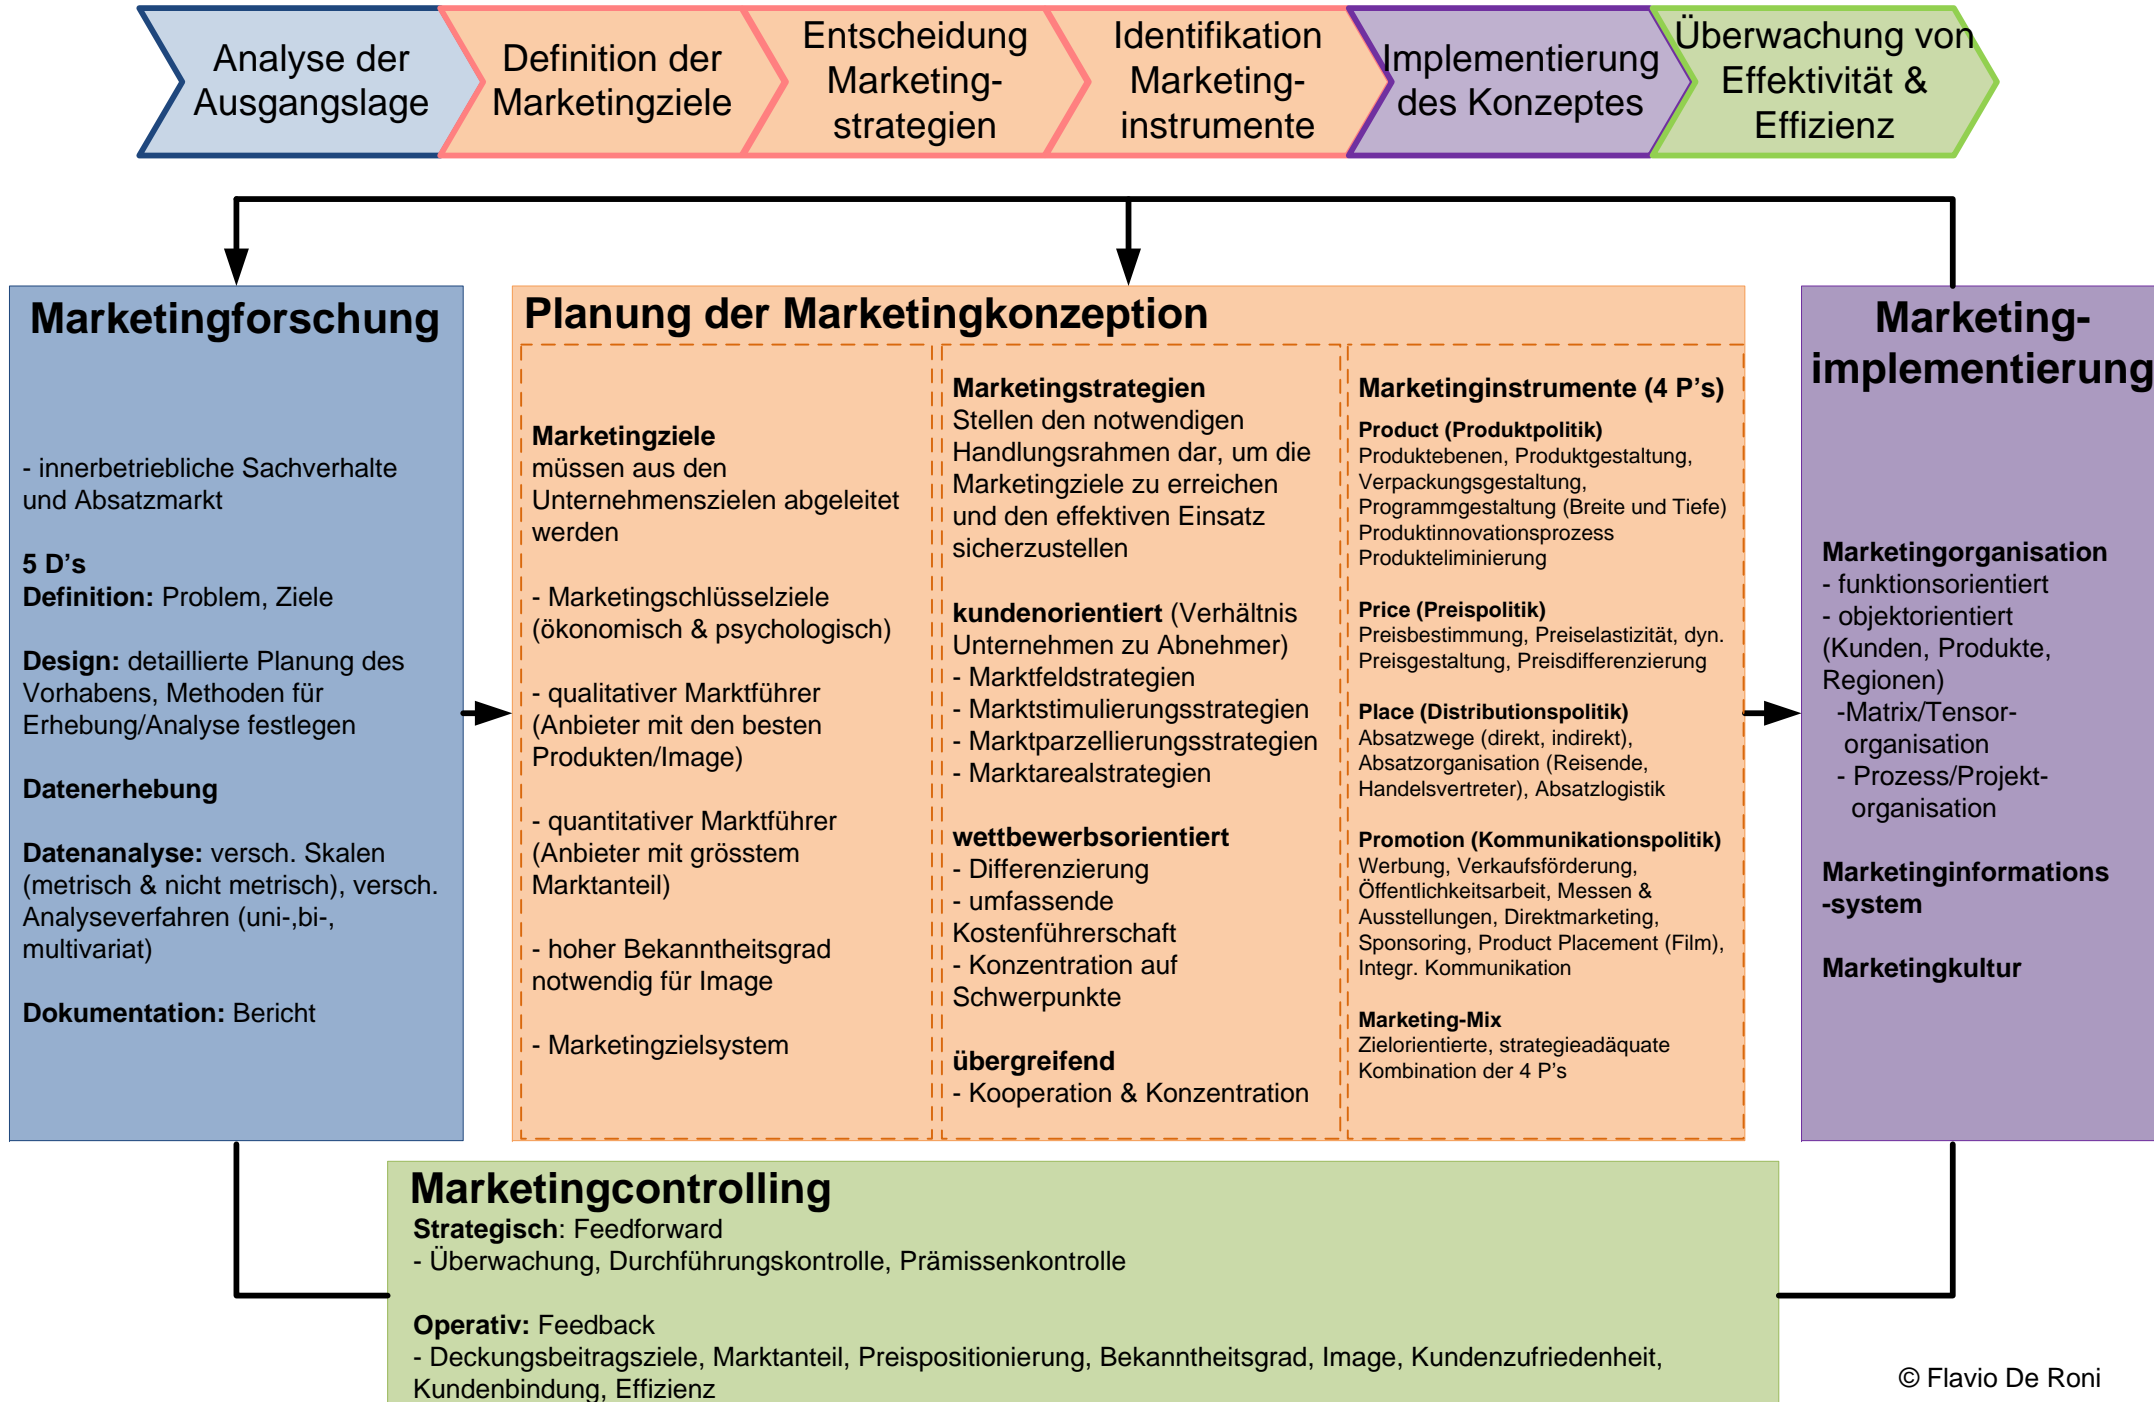 Analyse der
Ausgangslage
Definition der
Marketingziele
Entscheidung
Marketing-
strategien
Identifikation
Marketing-
instrumente
Implementierung
des Konzeptes
Überwachung von
Effektivität &
Effizienz
Marketingforschung
- innerbetriebliche Sachverhalte
und Absatzmarkt
5 D's
Definition: Problem, Ziele
Design: detaillierte Planung des
Vorhabens, Methoden für
Erhebung/Analyse festlegen
Datenerhebung
Datenanalyse: versch. Skalen
(metrisch & nicht metrisch), versch.
Analyseverfahren (uni-,bi-,
multivariat)
Dokumentation: Bericht
Planung der Marketingkonzeption
Marketingziele
müssen aus den
Unternehmenszielen abgeleitet
werden
- Marketingschlüsselziele
(ökonomisch & psychologisch)
- qualitativer Marktführer
(Anbieter mit den besten
Produkten/Image)
- quantitativer Marktführer
(Anbieter mit grösstem
Marktanteil)
- hoher Bekanntheitsgrad
notwendig für Image
- Marketingzielsystem
Marketingstrategien
Stellen den notwendigen
Handlungsrahmen dar, um die
Marketingziele zu erreichen
und den effektiven Einsatz
sicherzustellen
kundenorientiert (Verhältnis
Unternehmen zu Abnehmer)
- Marktfeldstrategien
- Marktstimulierungsstrategien
- Marktparzellierungsstrategien
- Marktarealstrategien
wettbewerbsorientiert
- Differenzierung
- umfassende
Kostenführerschaft
- Konzentration auf
Schwerpunkte
übergreifend
- Kooperation & Konzentration
Marketinginstrumente (4 P's)
Product (Produktpolitik)
Produktebenen, Produktgestaltung,
Verpackungsgestaltung,
Programmgestaltung (Breite und Tiefe)
Produktinnovationsprozess
Produkteliminierung
Price (Preispolitik)
Preisbestimmung, Preiselastizität, dyn.
Preisgestaltung, Preisdifferenzierung
Place (Distributionspolitik)
Absatzwege (direkt, indirekt),
Absatzorganisation (Reisende,
Handelsvertreter), Absatzlogistik
Promotion (Kommunikationspolitik)
Werbung, Verkaufsförderung,
Öffentlichkeitsarbeit, Messen &
Ausstellungen, Direktmarketing,
Sponsoring, Product Placement (Film),
Integr. Kommunikation
Marketing-Mix
Zielorientierte, strategieadäquate
Kombination der 4 P's
Marketing-
implementierung
Marketingorganisation
- funktionsorientiert
- objektorientiert
(Kunden, Produkte,
Regionen)
-Matrix/Tensor-
organisation
- Prozess/Projekt-
organisation
Marketinginformations
-system
Marketingkultur
Marketingcontrolling
Strategisch: Feedforward
- Überwachung, Durchführungskontrolle, Prämissenkontrolle
Operativ: Feedback
- Deckungsbeitragsziele, Marktanteil, Preispositionierung, Bekanntheitsgrad, Image, Kundenzufriedenheit,
Kundenbindung, Effizienz
© Flavio De Roni